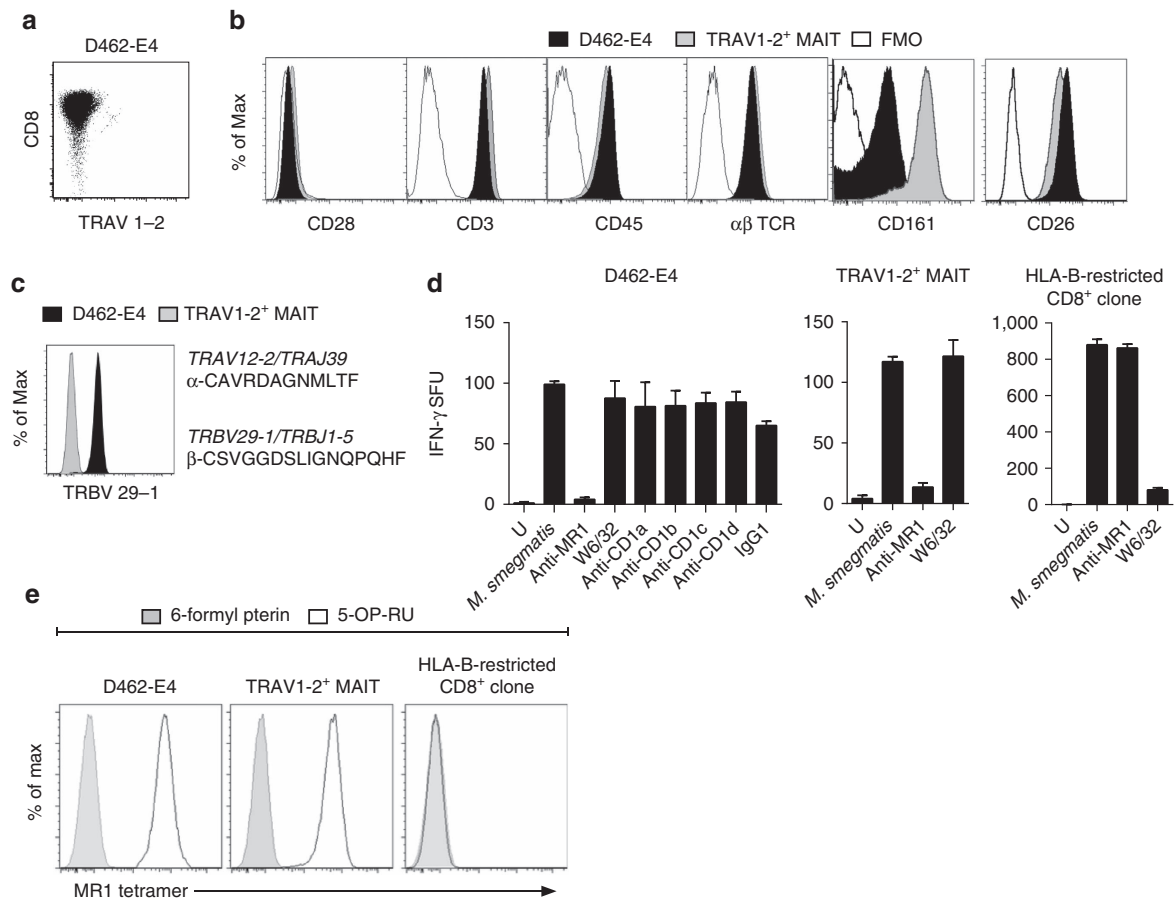 a
D462-E4
CD8
TRAV 1–2
b
D462-E4 TRAV1-2+ MAIT FMO
% of Max
CD28 CD3 CD45 αβ TCR CD161 CD26
c
D462-E4 TRAV1-2+ MAIT
% of Max
TRBV 29–1
TRAV12-2/TRAJ39
α-CAVRDAGNMLTF
TRBV29-1/TRBJ1-5
β-CSVGGDSLIGNQPQHF
d
D462-E4
IFN-γ SFU
150
100
50
0
U
M. smegmatis
Anti-MR1
W6/32
Anti-CD1a
Anti-CD1b
Anti-CD1c
Anti-CD1d
IgG1
TRAV1-2+ MAIT
150
100
50
0
U
M. smegmatis
Anti-MR1
W6/32
HLA-B-restricted
CD8+ clone
1,000
800
600
400
200
0
U
M. smegmatis
Anti-MR1
W6/32
e
6-formyl pterin 5-OP-RU
D462-E4
TRAV1-2+ MAIT
HLA-B-restricted
CD8+ clone
% of max
MR1 tetramer